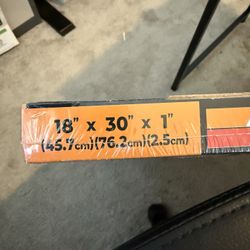 18" x 30" x 1"
(45.7cm)(76.2cm)(2.5cm)